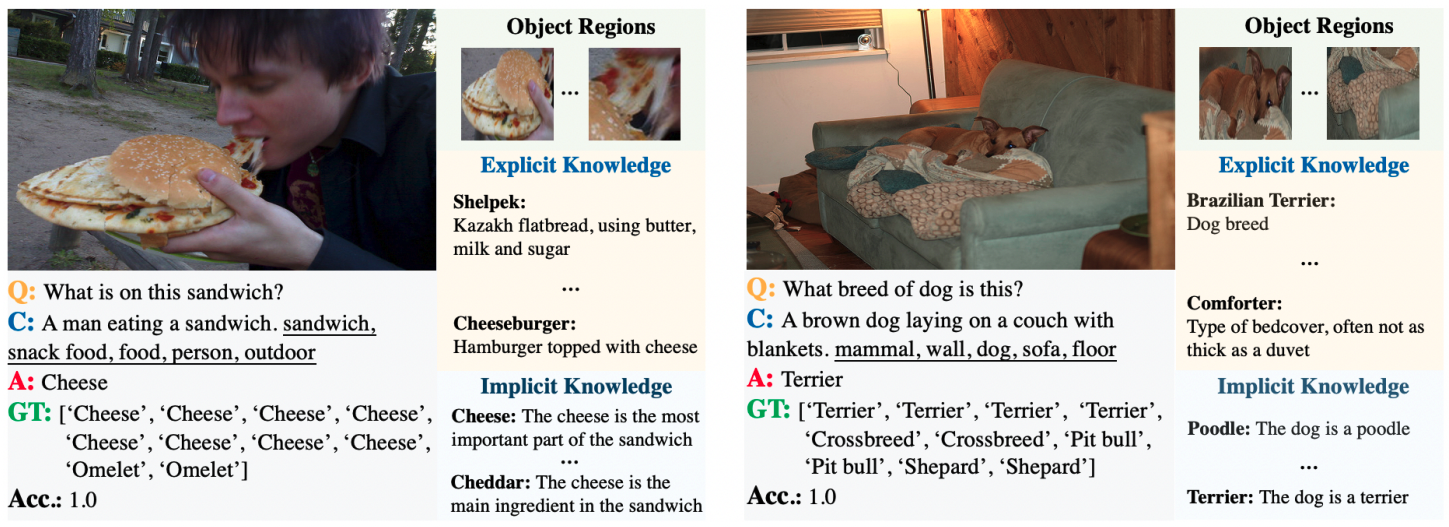 Q: What is on this sandwich?
C: A man eating a sandwich. sandwich,
snack food, food, person, outdoor
A: Cheese
GT: [‘Cheese’, ‘Cheese’, ‘Cheese’, ‘Cheese’,
‘Cheese’, ‘Cheese’, ‘Cheese’, ‘Cheese’,
‘Omelet’, ‘Omelet’]
Acc.: 1.0
Object Regions
...
Explicit Knowledge
Shelpek:
Kazakh flatbread, using butter,
milk and sugar
...
Cheeseburger:
Hamburger topped with cheese
Implicit Knowledge
Cheese: The cheese is the most
important part of the sandwich
...
Cheddar: The cheese is the
main ingredient in the sandwich
Q: What breed of dog is this?
C: A brown dog laying on a couch with
blankets. mammal, wall, dog, sofa, floor
A: Terrier
GT: [‘Terrier’, ‘Terrier’, ‘Terrier’, ‘Terrier’,
‘Crossbreed’, ‘Crossbreed’, ‘Pit bull’,
‘Pit bull’, ‘Shepard’, ‘Shepard’]
Acc.: 1.0
Object Regions
...
Explicit Knowledge
Brazilian Terrier:
Dog breed
...
Comforter:
Type of bedcover, often not as
thick as a duvet
Implicit Knowledge
Poodle: The dog is a poodle
...
Terrier: The dog is a terrier